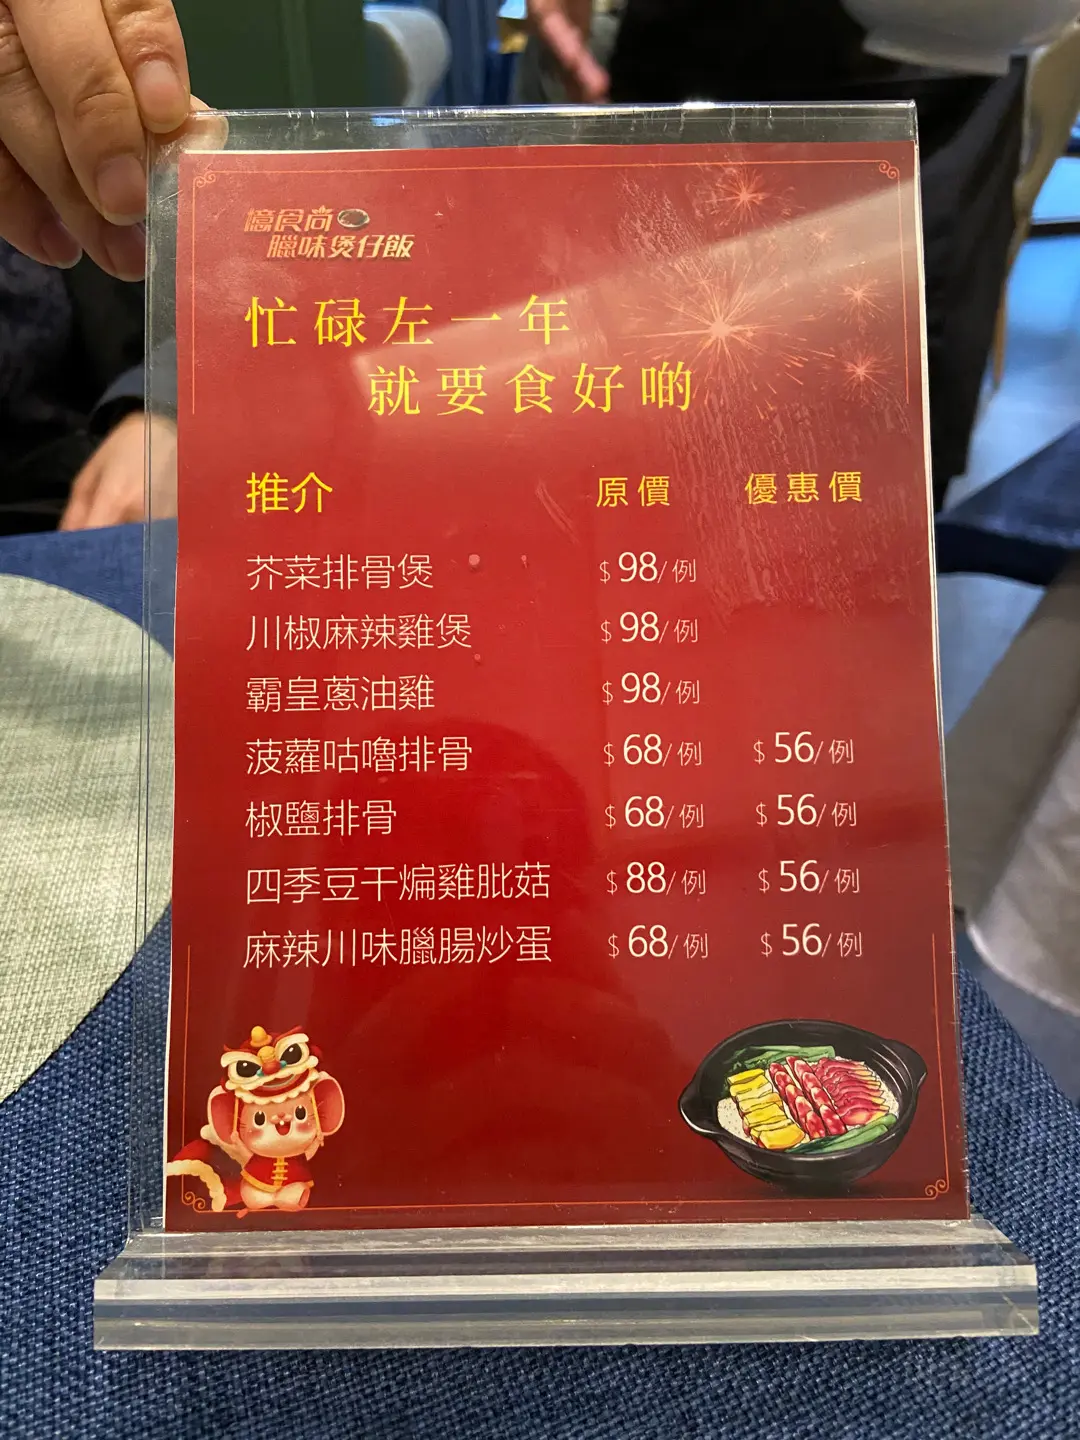 憶食尚
臘味煲仔飯
忙碌左一年
就要食好啲
推介 原價 優惠價
芥菜排骨煲 $98/例
川椒麻辣雞煲 $98/例
霸皇蔥油雞 $98/例
菠蘿咕嚕排骨 $68/例 $56/例
椒鹽排骨 $68/例 $56/例
四季豆干煸雞肶菇 $88/例 $56/例
麻辣川味臘腸炒蛋 $68/例 $56/例